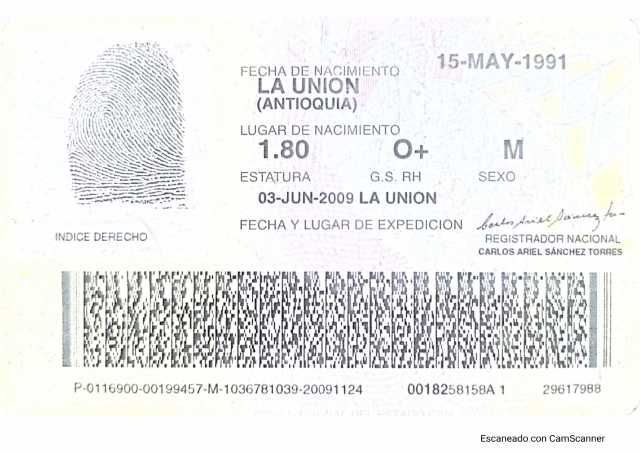 15-MAY-1991
FECHA DE NACIMIENTO
LA UNION
(ANTIOQUIA)
LUGAR DE NACIMIENTO
1.80 O+ M
ESTATURA G.S. RH SEXO
03-JUN-2009 LA UNION
FECHA Y LUGAR DE EXPEDICION
INDICE DERECHO
REGISTRADOR NACIONAL
CARLOS ARIEL SÁNCHEZ TORRES
P-0116900-00199457-M-1036781039-20091124 0018258158A 1 29617988
Escaneado con CamScanner